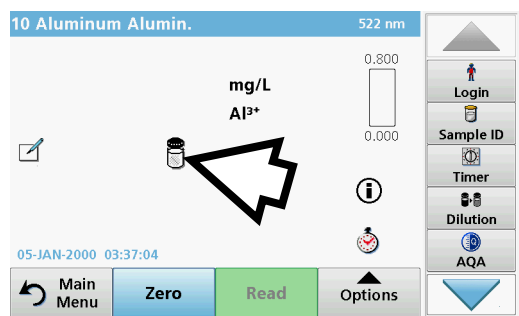 10 Aluminum Alumin.
522 nm
0.800
mg/L
Al³⁺
0.000
05-JAN-2000 03:37:04
Main
Menu
Zero
Read
Options
Login
Sample ID
Timer
Dilution
AQA